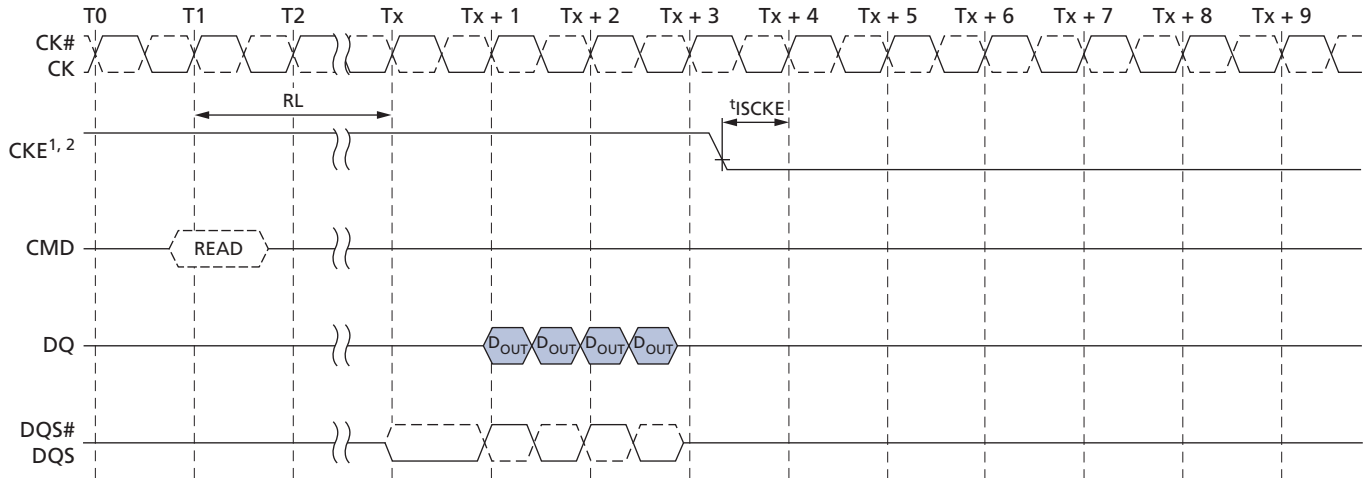 T0 T1 T2 Tx Tx + 1 Tx + 2 Tx + 3 Tx + 4 Tx + 5 Tx + 6 Tx + 7 Tx + 8 Tx + 9
CK#
CK
RL
tISCKE
CKE1, 2
CMD
READ
DQ
DOUT DOUT DOUT DOUT
DQS#
DQS